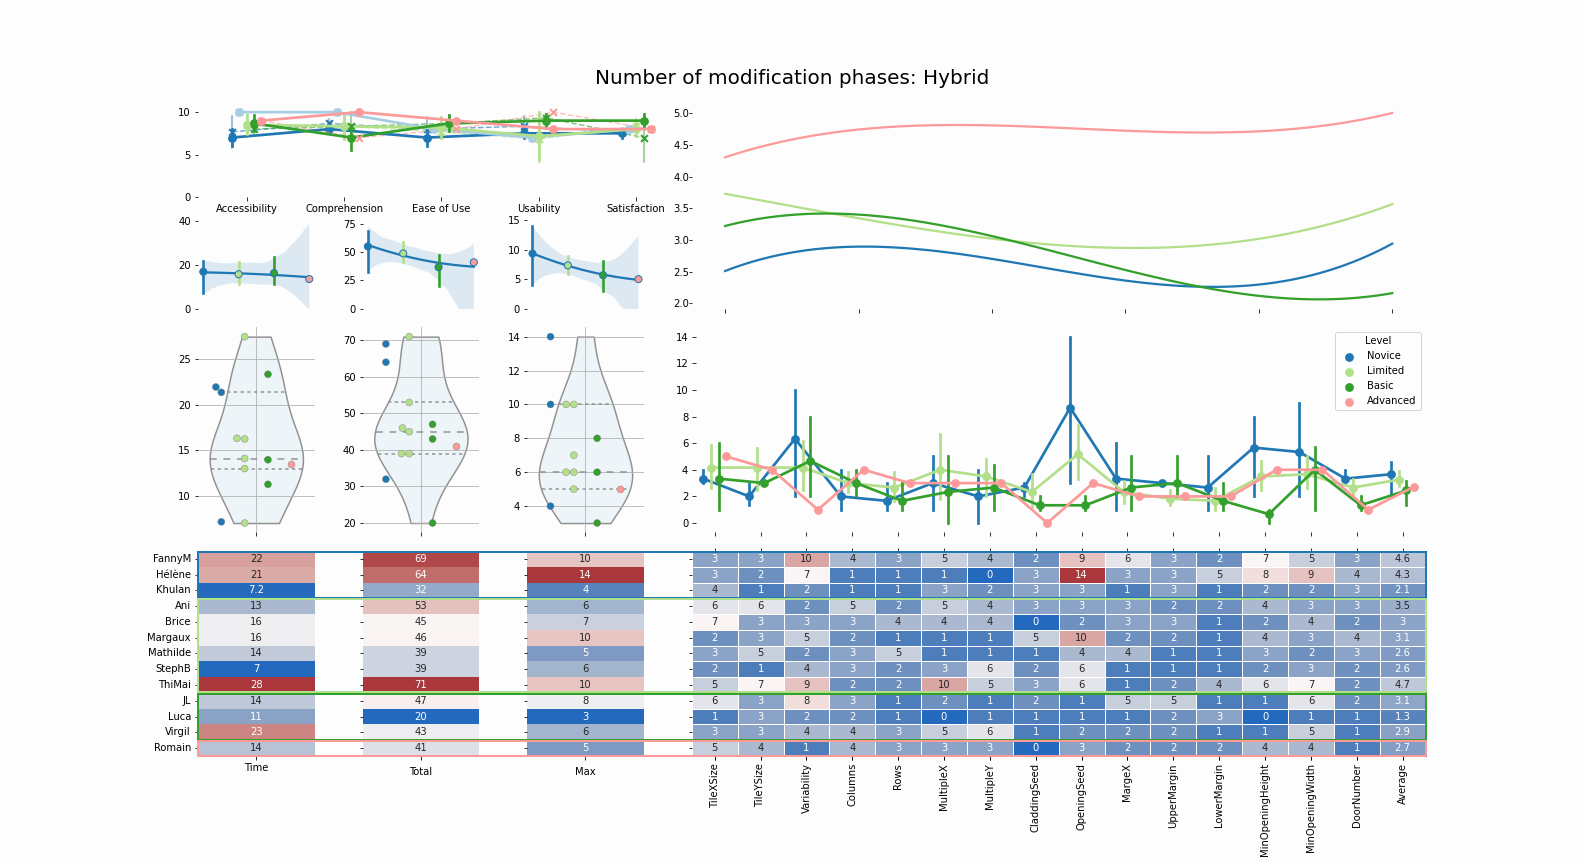 Number of modification phases: Hybrid
10
5
0
Accessibility Comprehension Ease of Use Usability Satisfaction
5.0
4.5
4.0
3.5
3.0
2.5
2.0
40
20
0
75
50
25
0
15
10
5
0
25
20
15
10
70
60
50
40
30
20
14
12
10
8
6
4
14
12
10
8
6
4
2
0
Level
Novice
Limited
Basic
Advanced
FannyM 22 69 10 3 3 10 4 3 5 4 2 9 6 3 2 7 5 3 4.6
Hélène 21 64 14 3 2 7 1 1 1 0 3 14 3 3 5 8 9 4 4.3
Khulan 7.2 32 4 4 1 2 1 1 3 2 3 3 1 3 1 2 2 3 2.1
Ani 13 53 6 6 6 2 5 2 5 4 3 3 3 2 2 4 3 3 3.5
Brice 16 45 7 7 3 3 3 4 4 4 0 2 3 3 1 2 4 2 3
Margaux 16 46 10 2 3 5 2 1 1 1 5 10 2 2 1 4 3 4 3.1
Mathilde 14 39 5 3 5 2 3 5 1 1 1 4 4 1 1 3 2 3 2.6
StephB 7 39 6 2 1 4 3 2 3 6 2 6 1 1 1 2 3 2 2.6
ThiMai 28 71 10 5 7 9 2 2 10 5 3 6 1 2 4 6 7 2 4.7
JL 14 47 8 6 3 8 3 1 2 1 2 1 5 5 1 1 6 2 3.1
Luca 11 20 3 1 3 2 2 1 0 1 1 1 1 2 3 0 1 1 1.3
Virgil 23 43 6 3 3 4 4 3 5 6 1 2 2 2 1 1 5 1 2.9
Romain 14 41 5 5 4 1 4 3 3 3 0 3 2 2 2 4 4 1 2.7
Time Total Max TileXSize TileYSize Variability Columns Rows MultipleX MultipleY CladdingSeed OpeningSeed MargeX UpperMargin LowerMargin MinOpeningHeight MinOpeningWidth DoorNumber Average